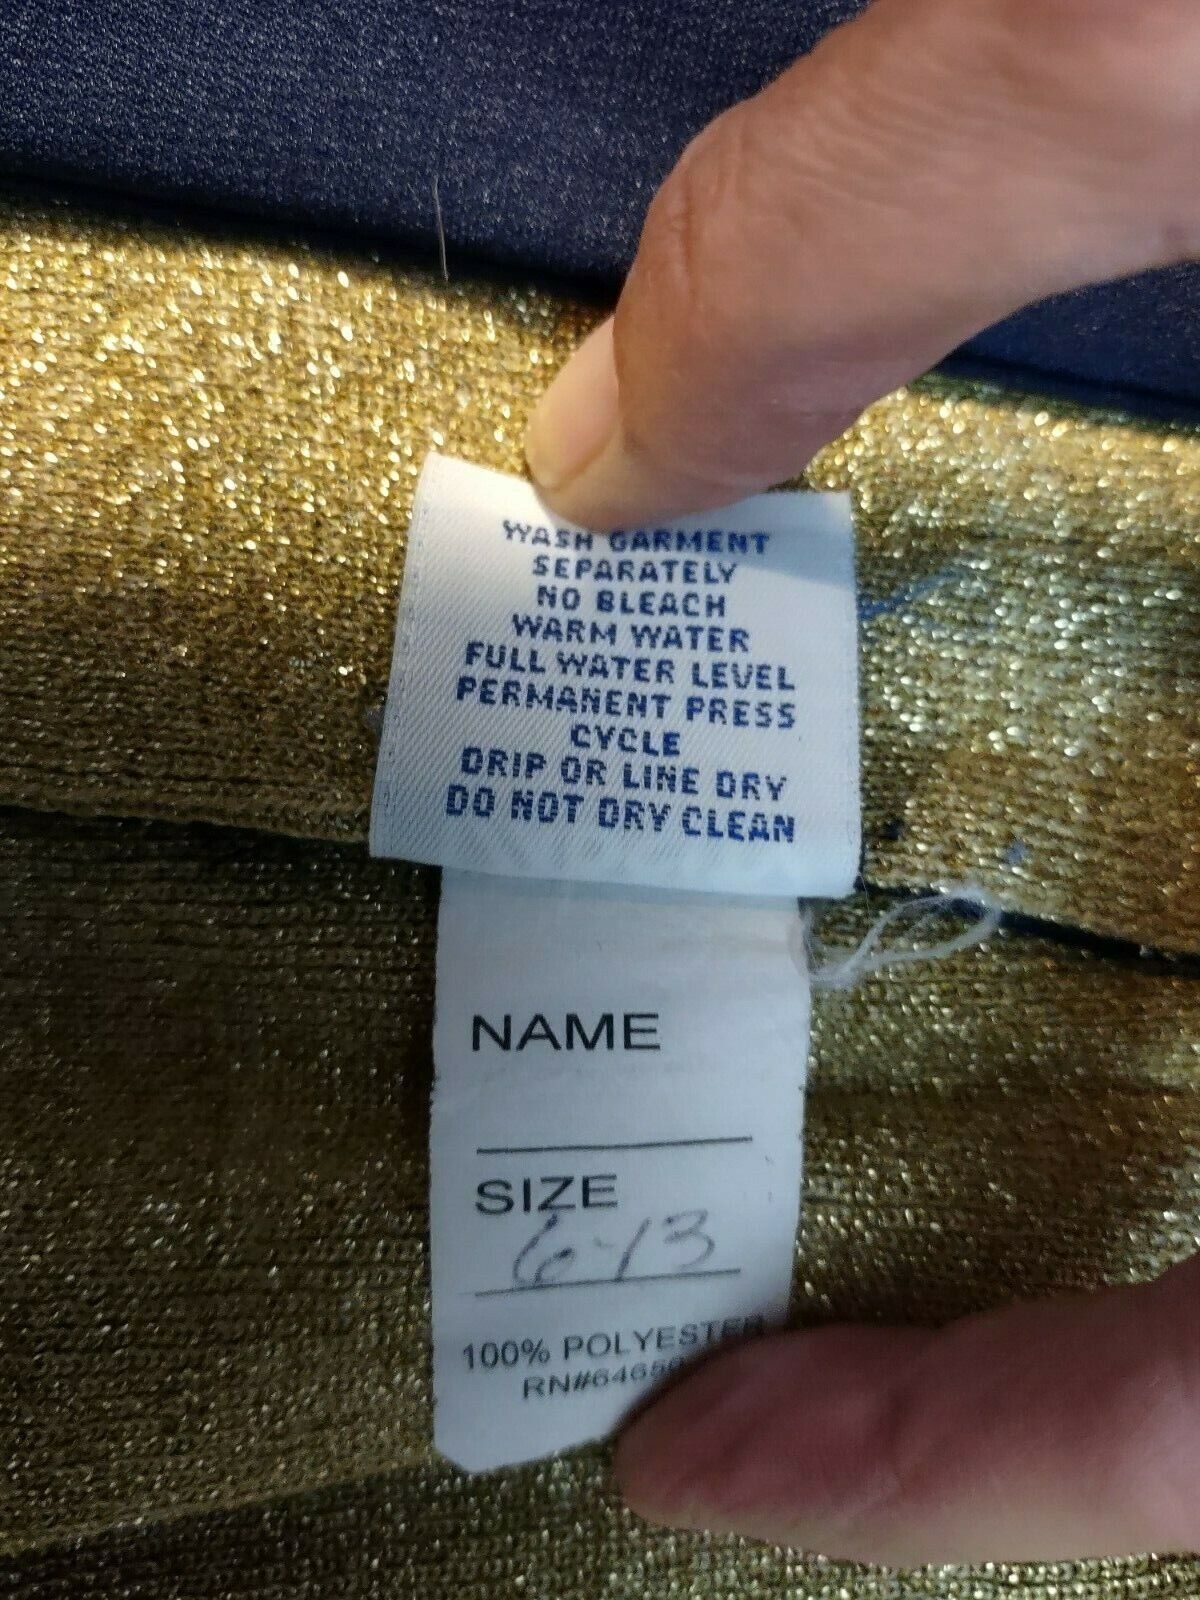 WASH GARMENT
SEPARATELY
NO BLEACH
WARM WATER
FULL WATER LEVEL
PERMANENT PRESS
CYCLE
DRIP OR LINE DRY
DO NOT DRY CLEAN
NAME
SIZE
6-13
100% POLYESTER